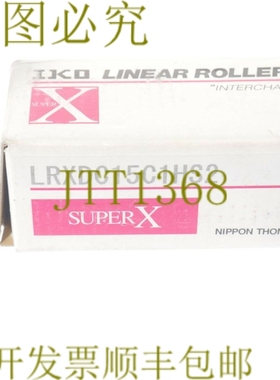 图必究
IKO LINEAR ROLLER
"INTERCHA
X
SUPER
LRXDC15C1HS2
JTT1368
SUPER X
NIPPON THOM
开发票顺丰包邮